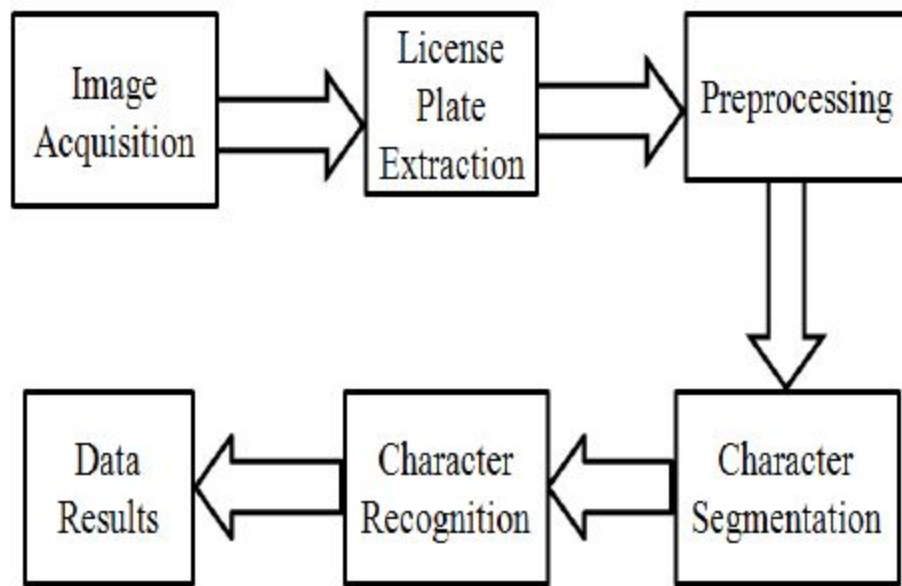 Image
Acquisition
License
Plate
Extraction
Preprocessing
Character
Segmentation
Character
Recognition
Data
Results